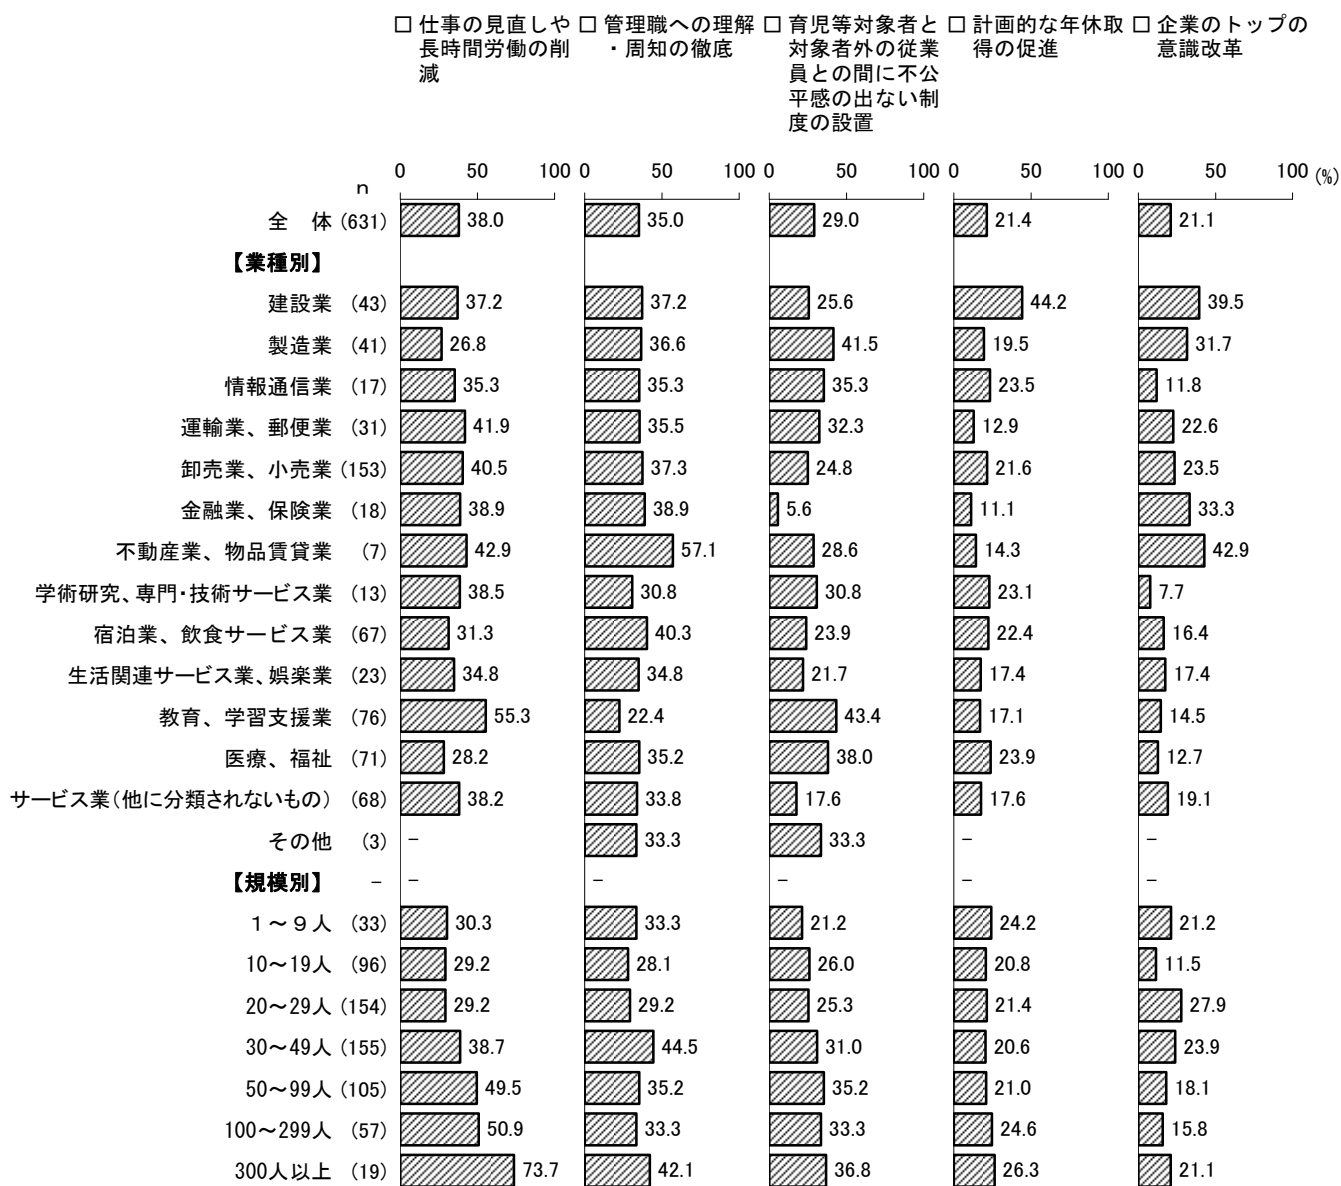 □ 仕事の見直しや長時間労働の削減
□ 管理職への理解・周知の徹底
□ 育児等対象者と対象者外の従業員との間に不公平感の出ない制度の設置
□ 計画的な年休取得の促進
□ 企業のトップの意識改革
n 0 50 100 0 50 100 0 50 100 0 50 100 0 50 100 (%)
全 体 (631) 38.0 35.0 29.0 21.4 21.1
【業種別】
建設業 (43) 37.2 37.2 25.6 44.2 39.5
製造業 (41) 26.8 36.6 41.5 19.5 31.7
情報通信業 (17) 35.3 35.3 35.3 23.5 11.8
運輸業、郵便業 (31) 41.9 35.5 32.3 12.9 22.6
卸売業、小売業 (153) 40.5 37.3 24.8 21.6 23.5
金融業、保険業 (18) 38.9 38.9 5.6 11.1 33.3
不動産業、物品賃貸業 (7) 42.9 57.1 28.6 14.3 42.9
学術研究、専門・技術サービス業 (13) 38.5 30.8 30.8 23.1 7.7
宿泊業、飲食サービス業 (67) 31.3 40.3 23.9 22.4 16.4
生活関連サービス業、娯楽業 (23) 34.8 34.8 21.7 17.4 17.4
教育、学習支援業 (76) 55.3 22.4 43.4 17.1 14.5
医療、福祉 (71) 28.2 35.2 38.0 23.9 12.7
サービス業(他に分類されないもの) (68) 38.2 33.8 17.6 17.6 19.1
その他 (3) － 33.3 33.3 － －
【規模別】 － － － － － －
１～９人 (33) 30.3 33.3 21.2 24.2 21.2
10～19人 (96) 29.2 28.1 26.0 20.8 11.5
20～29人 (154) 29.2 29.2 25.3 21.4 27.9
30～49人 (155) 38.7 44.5 31.0 20.6 23.9
50～99人 (105) 49.5 35.2 35.2 21.0 18.1
100～299人 (57) 50.9 33.3 33.3 24.6 15.8
300人以上 (19) 73.7 42.1 36.8 26.3 21.1